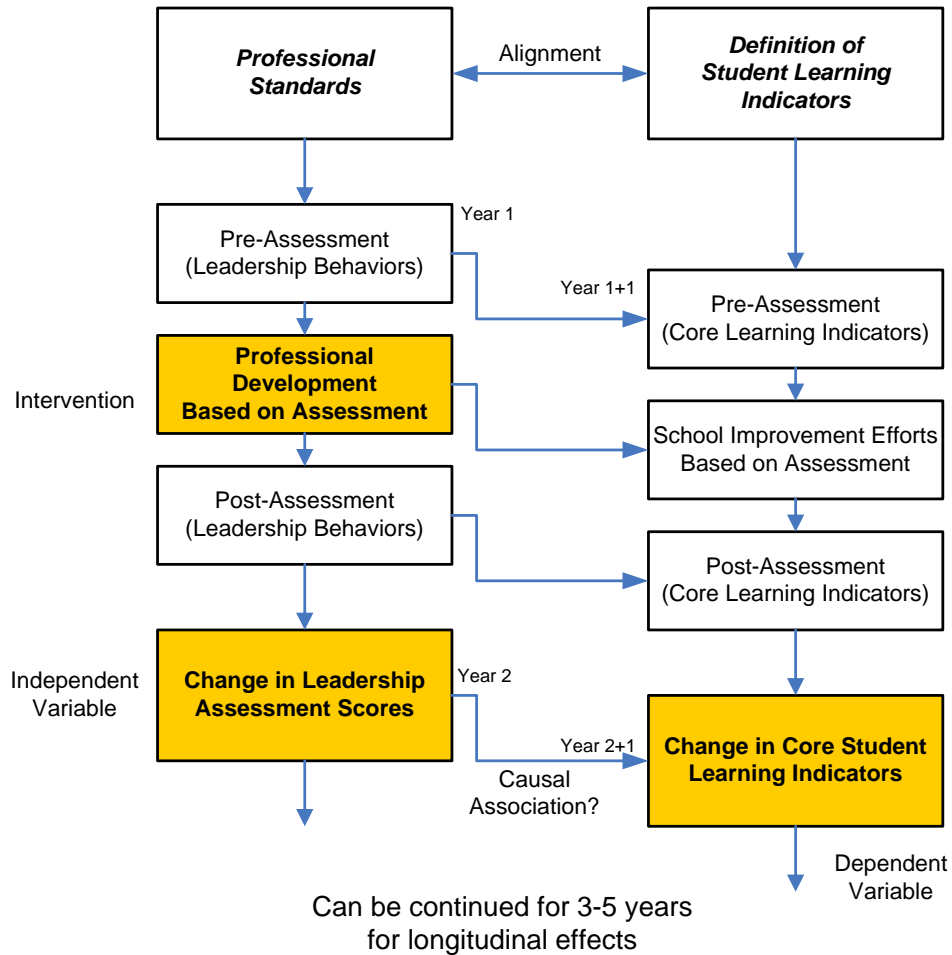 Professional
Standards
Alignment
Definition of
Student Learning
Indicators
Pre-Assessment
(Leadership Behaviors)
Year 1
Year 1+1
Pre-Assessment
(Core Learning Indicators)
Intervention
Professional
Development
Based on Assessment
School Improvement Efforts
Based on Assessment
Post-Assessment
(Leadership Behaviors)
Post-Assessment
(Core Learning Indicators)
Independent
Variable
Change in Leadership
Assessment Scores
Year 2
Year 2+1
Causal
Association?
Change in Core Student
Learning Indicators
Dependent
Variable
Can be continued for 3-5 years
for longitudinal effects